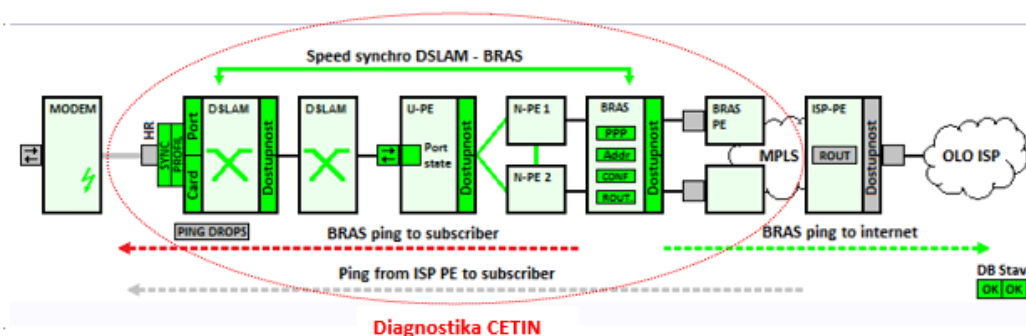 Speed synchro DSLAM - BRAS
MODEM
HR
SYNC
PROFIL
Port
Card
DSLAM
Dostupnost
DSLAM
U-PE
Port
state
Dostupnost
N-PE 1
N-PE 2
BRAS
PPP
Addr
CONF
ROUT
Dostupnost
BRAS
PE
MPLS
ISP-PE
ROUT
Dostupnost
OLO ISP
PING DROPS
BRAS ping to subscriber
BRAS ping to internet
Ping from ISP PE to subscriber
DB Stav
OK OK
Diagnostika CETIN